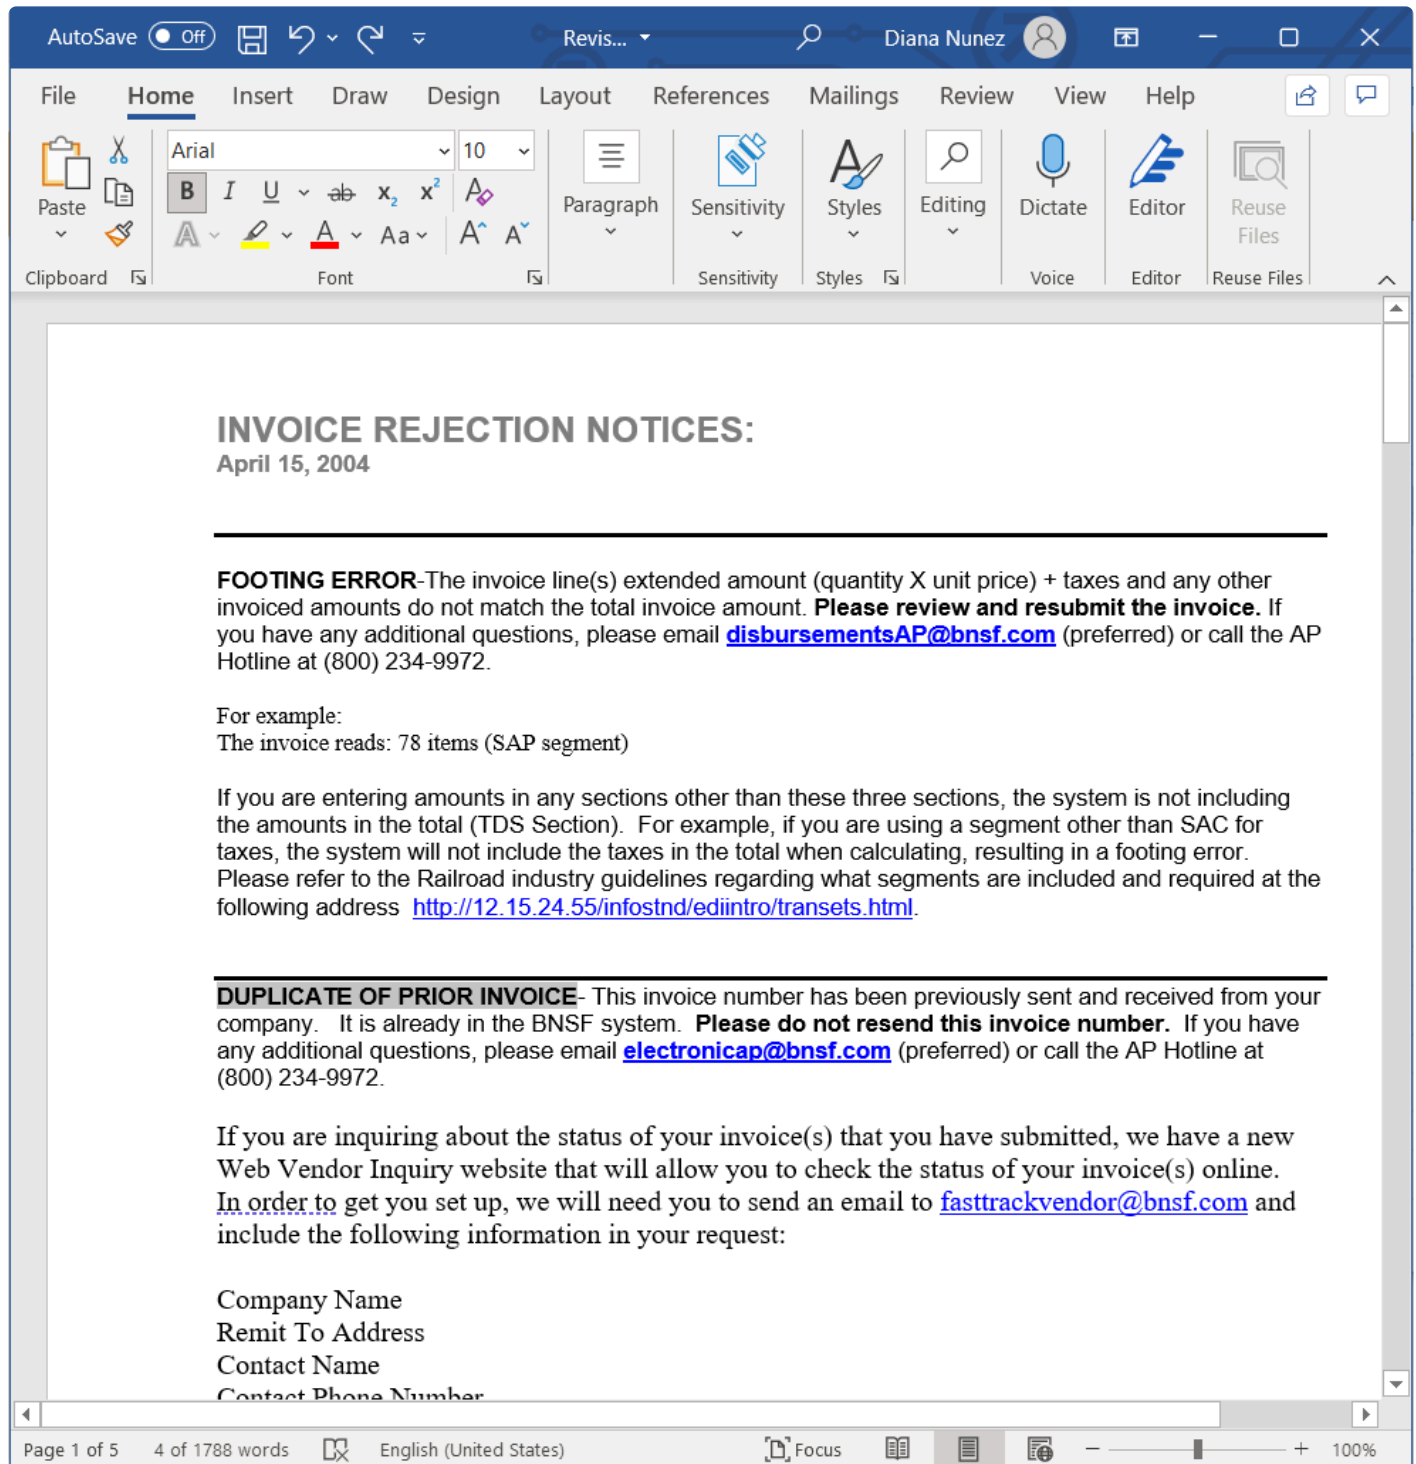 AutoSave Off Revis... Diana Nunez
File Home Insert Draw Design Layout References Mailings Review View Help
Arial 10
B I U ab x2 x2 A
Paste Paragraph Sensitivity Styles Editing Dictate Editor Reuse Files
A A Aa A A
Clipboard Font Sensitivity Styles Voice Editor Reuse Files
INVOICE REJECTION NOTICES:
April 15, 2004
FOOTING ERROR-The invoice line(s) extended amount (quantity X unit price) + taxes and any other
invoiced amounts do not match the total invoice amount. Please review and resubmit the invoice. If
you have any additional questions, please email disbursementsAP@bnsf.com (preferred) or call the AP
Hotline at (800) 234-9972.
For example:
The invoice reads: 78 items (SAP segment)
If you are entering amounts in any sections other than these three sections, the system is not including
the amounts in the total (TDS Section).  For example, if you are using a segment other than SAC for
taxes, the system will not include the taxes in the total when calculating, resulting in a footing error.
Please refer to the Railroad industry guidelines regarding what segments are included and required at the
following address  http://12.15.24.55/infostnd/ediintro/transets.html.
DUPLICATE OF PRIOR INVOICE- This invoice number has been previously sent and received from your
company.   It is already in the BNSF system.  Please do not resend this invoice number.  If you have
any additional questions, please email electronicap@bnsf.com (preferred) or call the AP Hotline at
(800) 234-9972.
If you are inquiring about the status of your invoice(s) that you have submitted, we have a new
Web Vendor Inquiry website that will allow you to check the status of your invoice(s) online.
In order to get you set up, we will need you to send an email to fasttrackvendor@bnsf.com and
include the following information in your request:
Company Name
Remit To Address
Contact Name
Contact Phone Number
Page 1 of 5 4 of 1788 words English (United States) Focus 100%